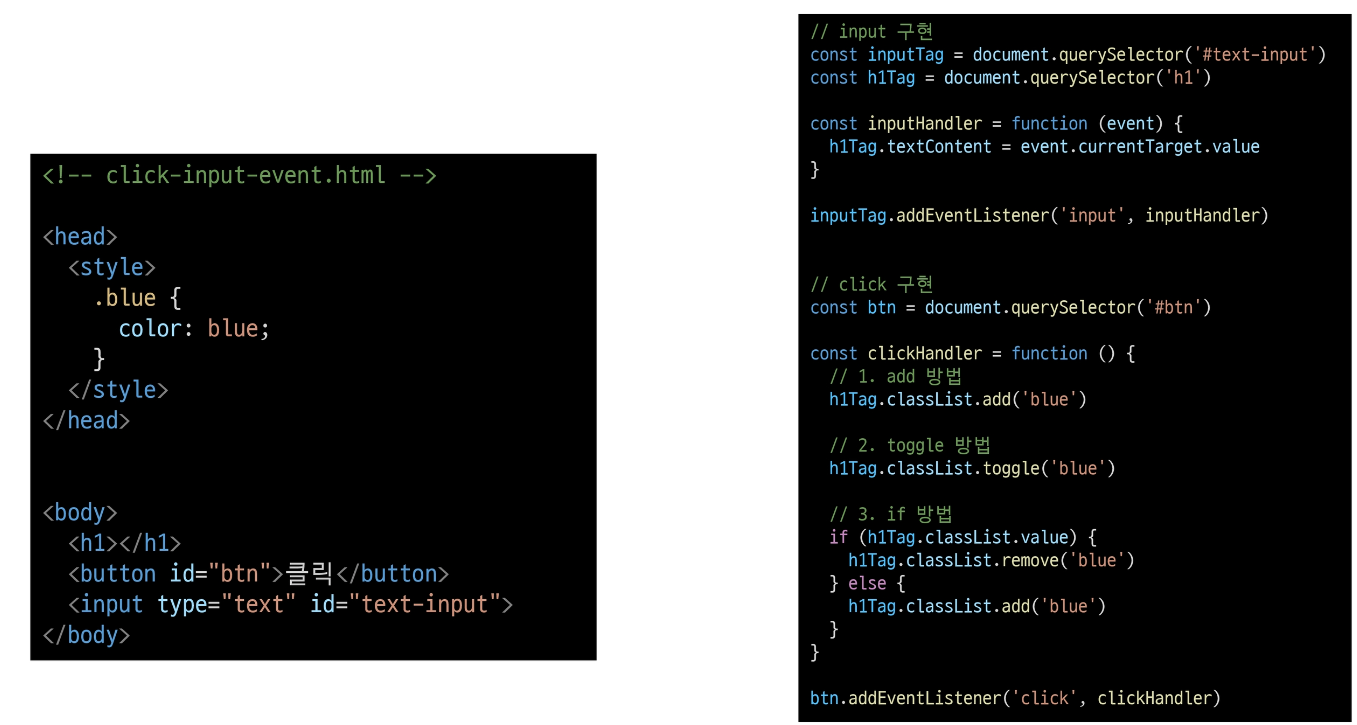 <!-- click-input-event.html -->
<head>
<style>
.blue {
color: blue;
}
</style>
</head>
<body>
<h1></h1>
<button id="btn">클릭</button>
<input type="text" id="text-input">
</body>
// input 구현
const inputTag = document.querySelector('#text-input')
const h1Tag = document.querySelector('h1')
const inputHandler = function (event) {
h1Tag.textContent = event.currentTarget.value
}
inputTag.addEventListener('input', inputHandler)
// click 구현
const btn = document.querySelector('#btn')
const clickHandler = function () {
// 1. add 방법
h1Tag.classList.add('blue')
// 2. toggle 방법
h1Tag.classList.toggle('blue')
// 3. if 방법
if (h1Tag.classList.value) {
h1Tag.classList.remove('blue')
} else {
h1Tag.classList.add('blue')
}
}
btn.addEventListener('click', clickHandler)